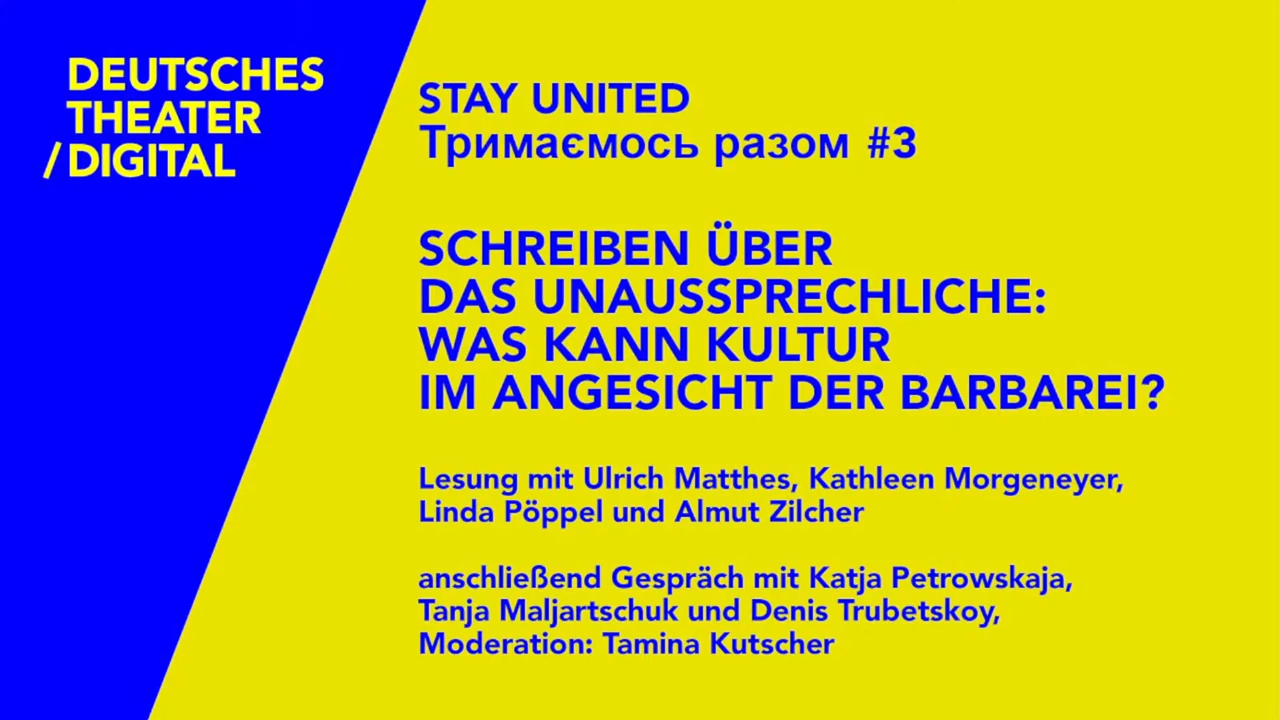 DEUTSCHES
THEATER
/DIGITAL
STAY UNITED
Тримаємось разом #3
SCHREIBEN ÜBER
DAS UNAUSSPRECHLICHE:
WAS KANN KULTUR
IM ANGESICHT DER BARBAREI?
Lesung mit Ulrich Matthes, Kathleen Morgeneyer,
Linda Pöppel und Almut Zilcher
anschließend Gespräch mit Katja Petrowskaja,
Tanja Maljartschuk und Denis Trubetskoy,
Moderation: Tamina Kutscher